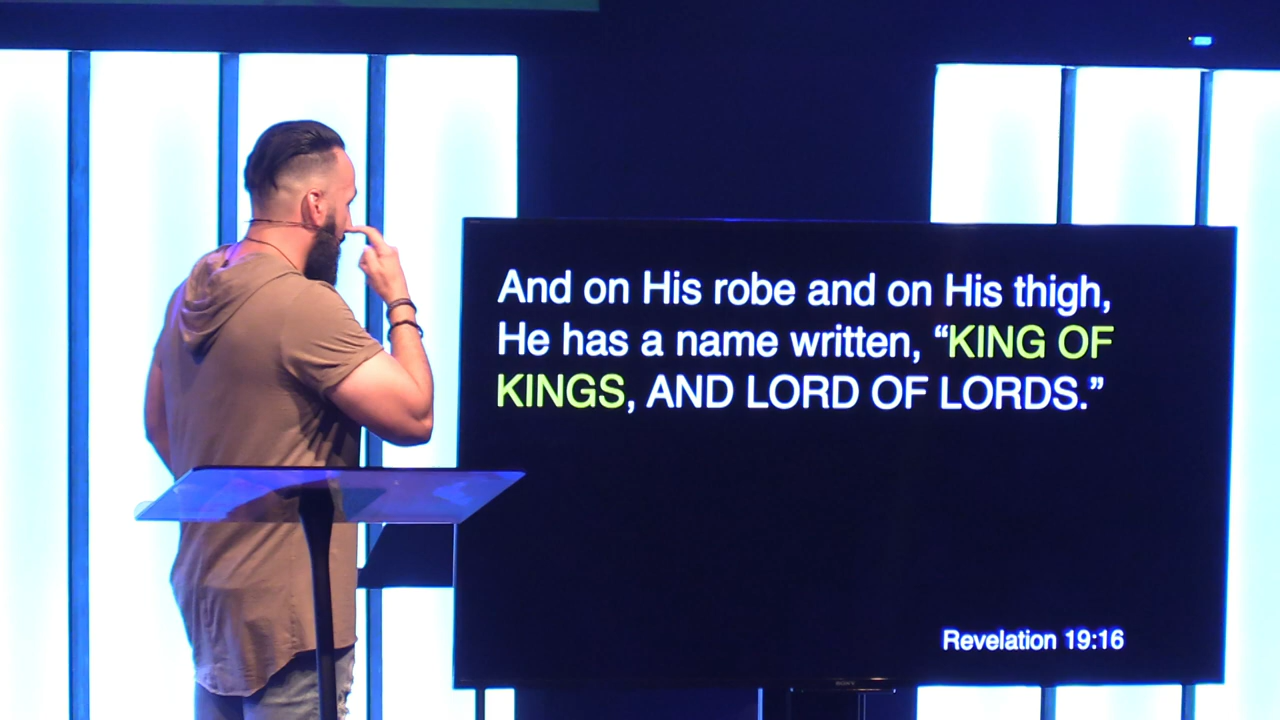 And on His robe and on His thigh,
He has a name written, “KING OF
KINGS, AND LORD OF LORDS.”
Revelation 19:16
SONY